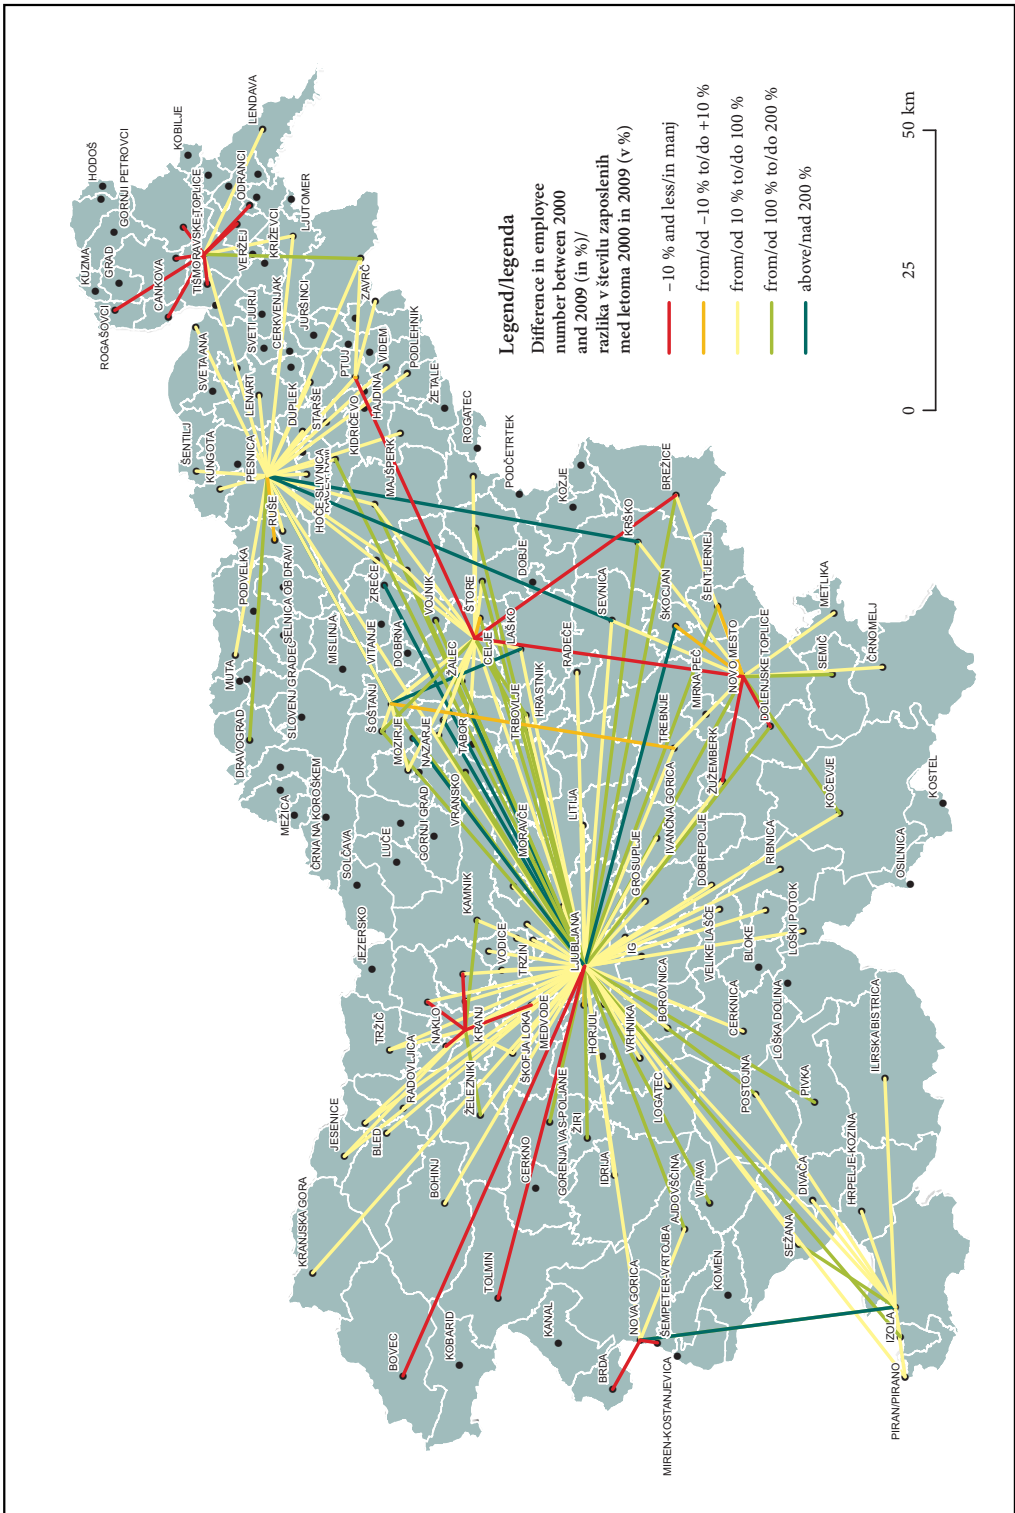 HODOŠ
GORNJI PETROVCI
KUZMA
GRAD
ROGAŠOVCI
CANKOVA
TIŠMORAVSKE-TOPLICE
KOBILJE
LENDAVA
ODRANCI
VERŽEJ
KRIŽEVCI
LJUTOMER
SVETI JURIJ
CERKVENJAK
SVETA ANA
LENART
JURŠINCI
ZAVRČ
ŠENTILJ
KUNGOTA
PESNICA
DUPLEK
STARŠE
PTUJ
VIDEM
HAJDINA
KIDRIČEVO
PODLEHNIK
ŽETALE
MAJŠPERK
ROGATEC
PODČETRTEK
KOZJE
RUŠE
HOČE-SLIVNICA
PODVELKA
SELNICA OB DRAVI
MUTA
DRAVOGRAD
SLOVENJ GRADEC
MISLINJA
VITANJE
DOBRNA
ZREČE
VOJNIK
ŠTORE
DOBJE
BREŽICE
KRŠKO
SEVNICA
ŠENTJERNEJ
ŠKOCJAN
LAŠKO
CELJE
ŽALEC
RADEČE
HRASTNIK
TRBOVLJE
ŠOŠTANJ
MOZIRJE
NAZARJE
TABOR
VRANSKO
GORNJI GRAD
LUČE
SOLČAVA
ČRNA NA KOROŠKEM
MEŽICA
METLIKA
SEMIČ
ČRNOMELJ
NOVO MESTO
DOLENJSKE TOPLICE
MIRNA PEČ
TREBNJE
ŽUŽEMBERK
IVANČNA GORICA
LITIJA
MORAVČE
GROSUPLJE
DOBREPOLJE
KOČEVJE
RIBNICA
KOSTEL
OSILNICA
KAMNIK
JEZERSKO
VODICE
TRZIN
LJUBLJANA
IG
VELIKE LAŠČE
BLOKE
LOŠKI POTOK
TRŽIČ
NAKLO
KRANJ
RADOVLJICA
ŠKOFJA LOKA
MEDVODE
HORJUL
VRHNIKA
BOROVNICA
CERKNICA
LOŠKA DOLINA
ILIRSKA BISTRICA
ŽELEZNIKI
JESENICE
BLED
BOHINJ
KRANJSKA GORA
GORENJA VAS-POLJANE
ŽIRI
LOGATEC
POSTOJNA
PIVKA
CERKNO
IDRIJA
AJDOVŠČINA
VIPAVA
DIVAČA
HRPELJE-KOZINA
SEŽANA
TOLMIN
BOVEC
KOBARID
KANAL
BRDA
NOVA GORICA
ŠEMPETER-VRTOJBA
MIREN-KOSTANJEVICA
KOMEN
IZOLA
PIRAN/PIRANO
Legend/legenda
Difference in employee
number between 2000
and 2009 (in %)/
razlika v številu zaposlenih
med letoma 2000 in 2009 (v %)
−10 % and less/in manj
from/od −10 % to/do +10 %
from/od 10 % to/do 100 %
from/od 100 % to/do 200 %
above/nad 200 %
0
25
50 km